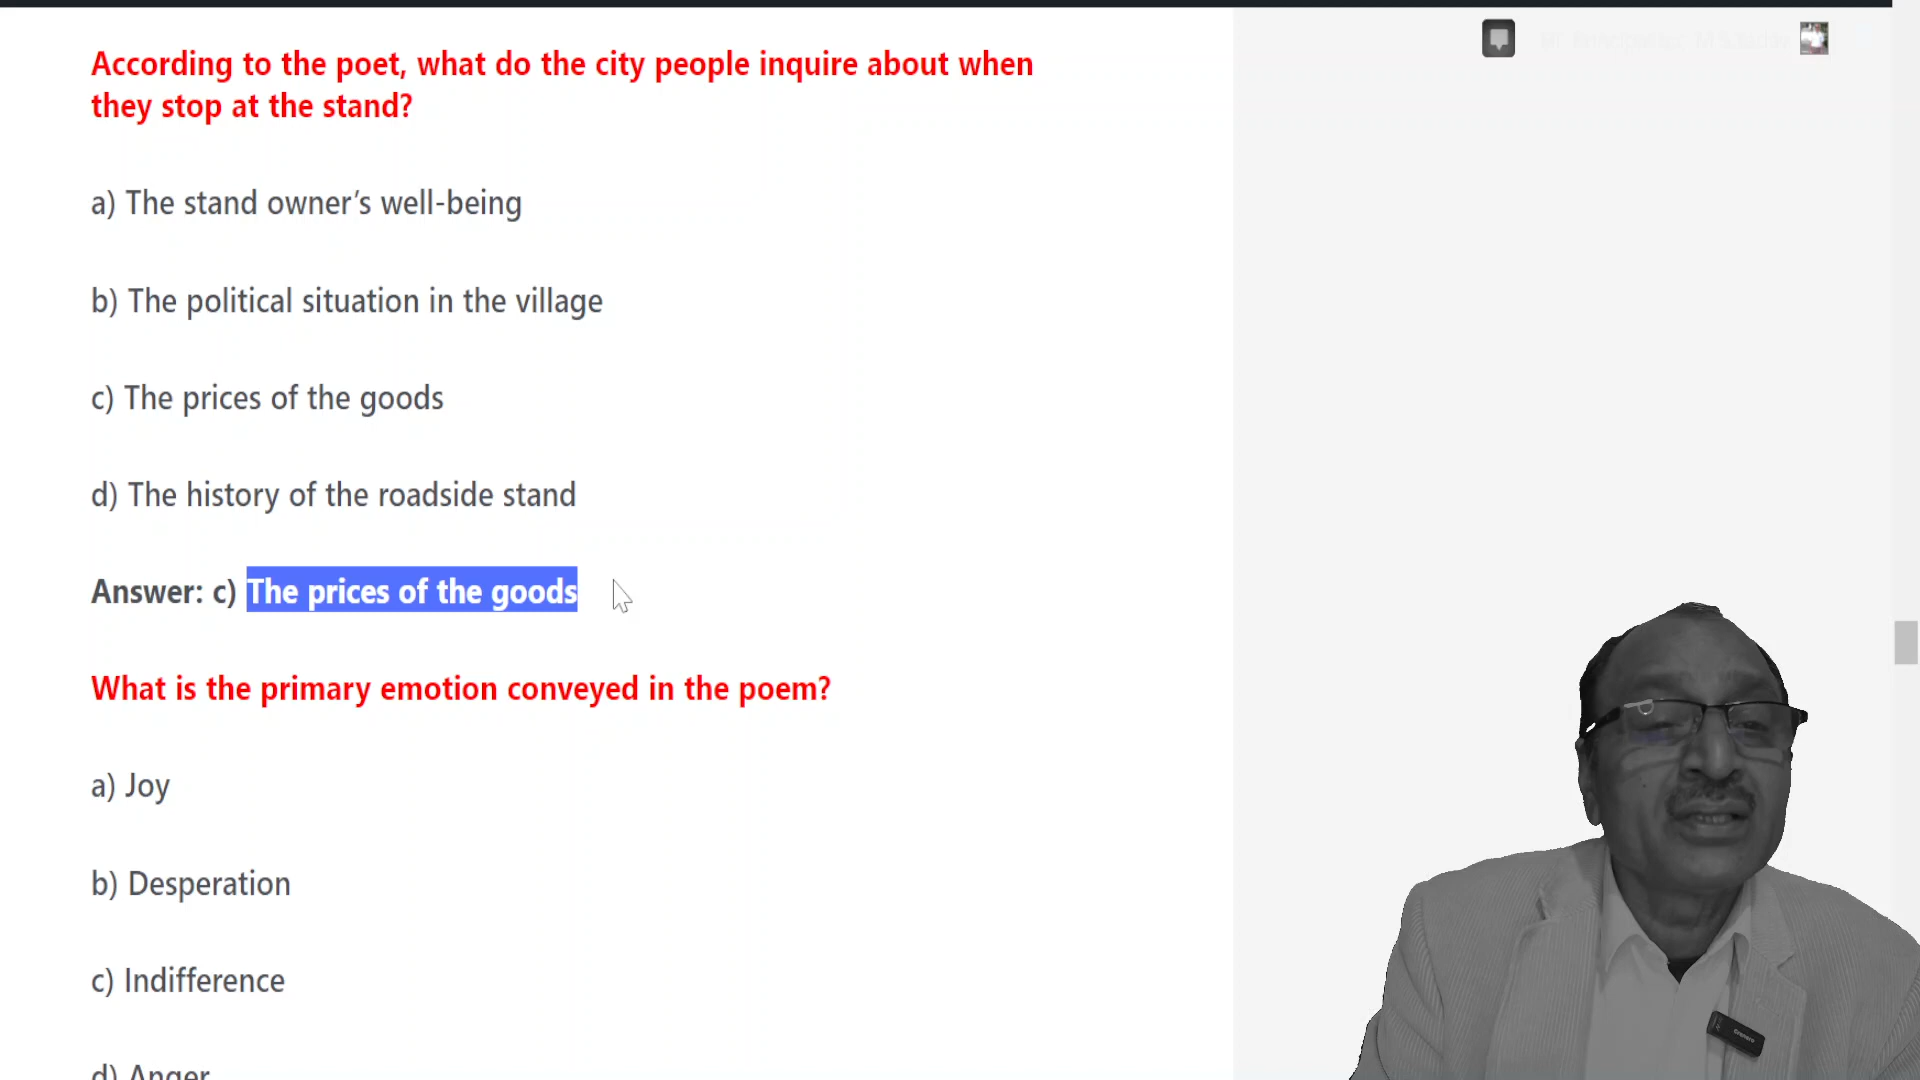 According to the poet, what do the city people inquire about when
they stop at the stand?
a) The stand owner’s well-being
b) The political situation in the village
c) The prices of the goods
d) The history of the roadside stand
Answer: c) The prices of the goods
What is the primary emotion conveyed in the poem?
a) Joy
b) Desperation
c) Indifference
d) Anger